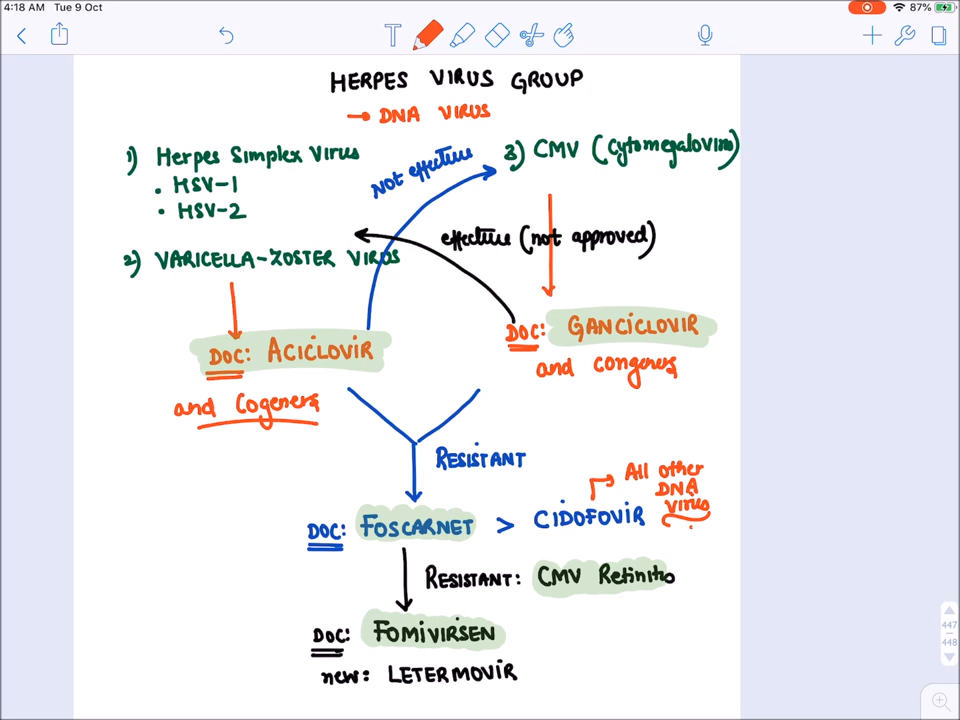 4:18 AM Tue 9 Oct
87%
HERPES VIRUS GROUP
→ DNA VIRUS
1) Herpes Simplex Virus
• HSV-1
• HSV-2
2) VARICELLA-ZOSTER VIRUS
DOC: ACICLOVIR
and Cogeners
Not effective
3) CMV (Cytomegalovirus)
effective (not approved)
DOC: GANCICLOVIR
and congeners
RESISTANT
DOC: FOSCARNET > CIDOFOVIR
All other
DNA
virus
RESISTANT: CMV Retinitis
DOC: FOMIVIRSEN
new: LETERMOVIR
447
448